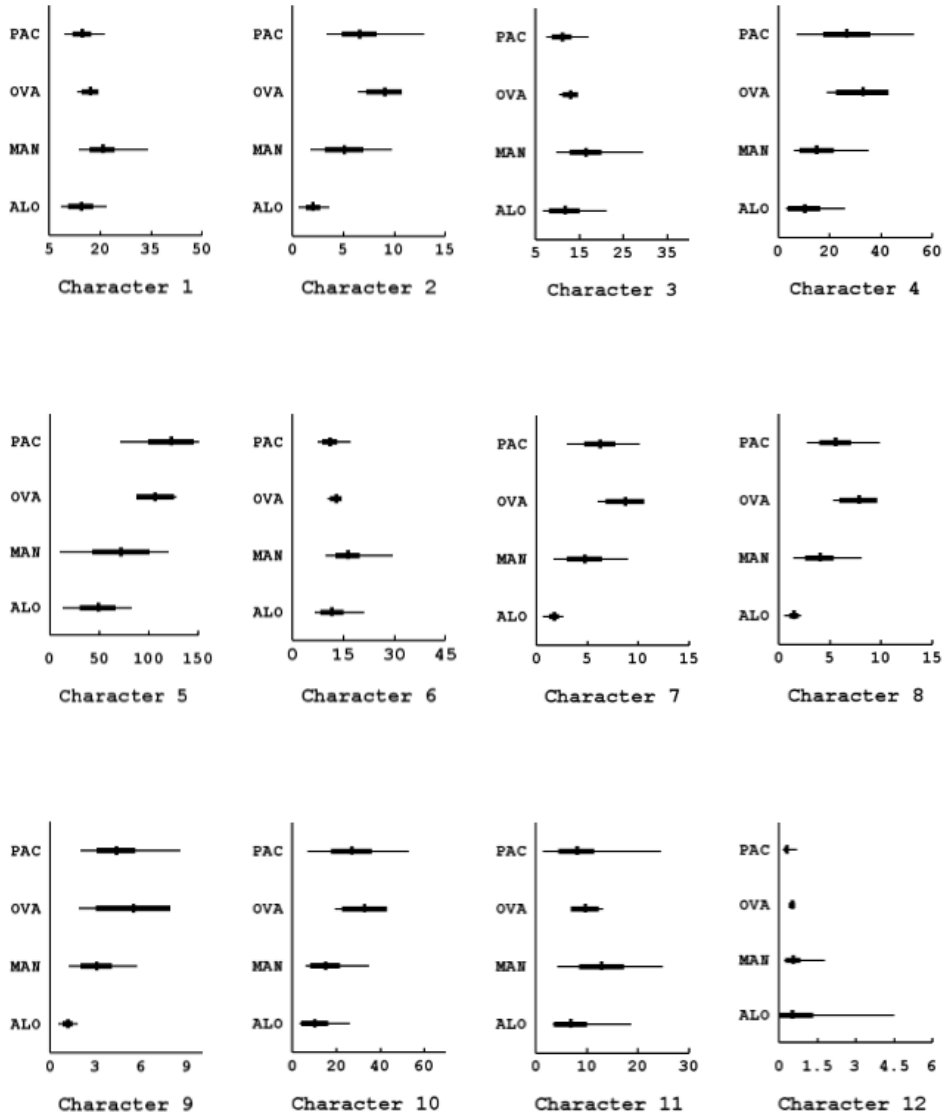 PAC
OVA
MAN
ALO
5 20 35 50
Character 1
PAC
OVA
MAN
ALO
0 5 10 15
Character 2
PAC
OVA
MAN
ALO
5 15 25 35
Character 3
PAC
OVA
MAN
ALO
0 20 40 60
Character 4
PAC
OVA
MAN
ALO
0 50 100 150
Character 5
PAC
OVA
MAN
ALO
0 15 30 45
Character 6
PAC
OVA
MAN
ALO
0 5 10 15
Character 7
PAC
OVA
MAN
ALO
0 5 10 15
Character 8
PAC
OVA
MAN
ALO
0 3 6 9
Character 9
PAC
OVA
MAN
ALO
0 20 40 60
Character 10
PAC
OVA
MAN
ALO
0 10 20 30
Character 11
PAC
OVA
MAN
ALO
0 1.5 3 4.5 6
Character 12